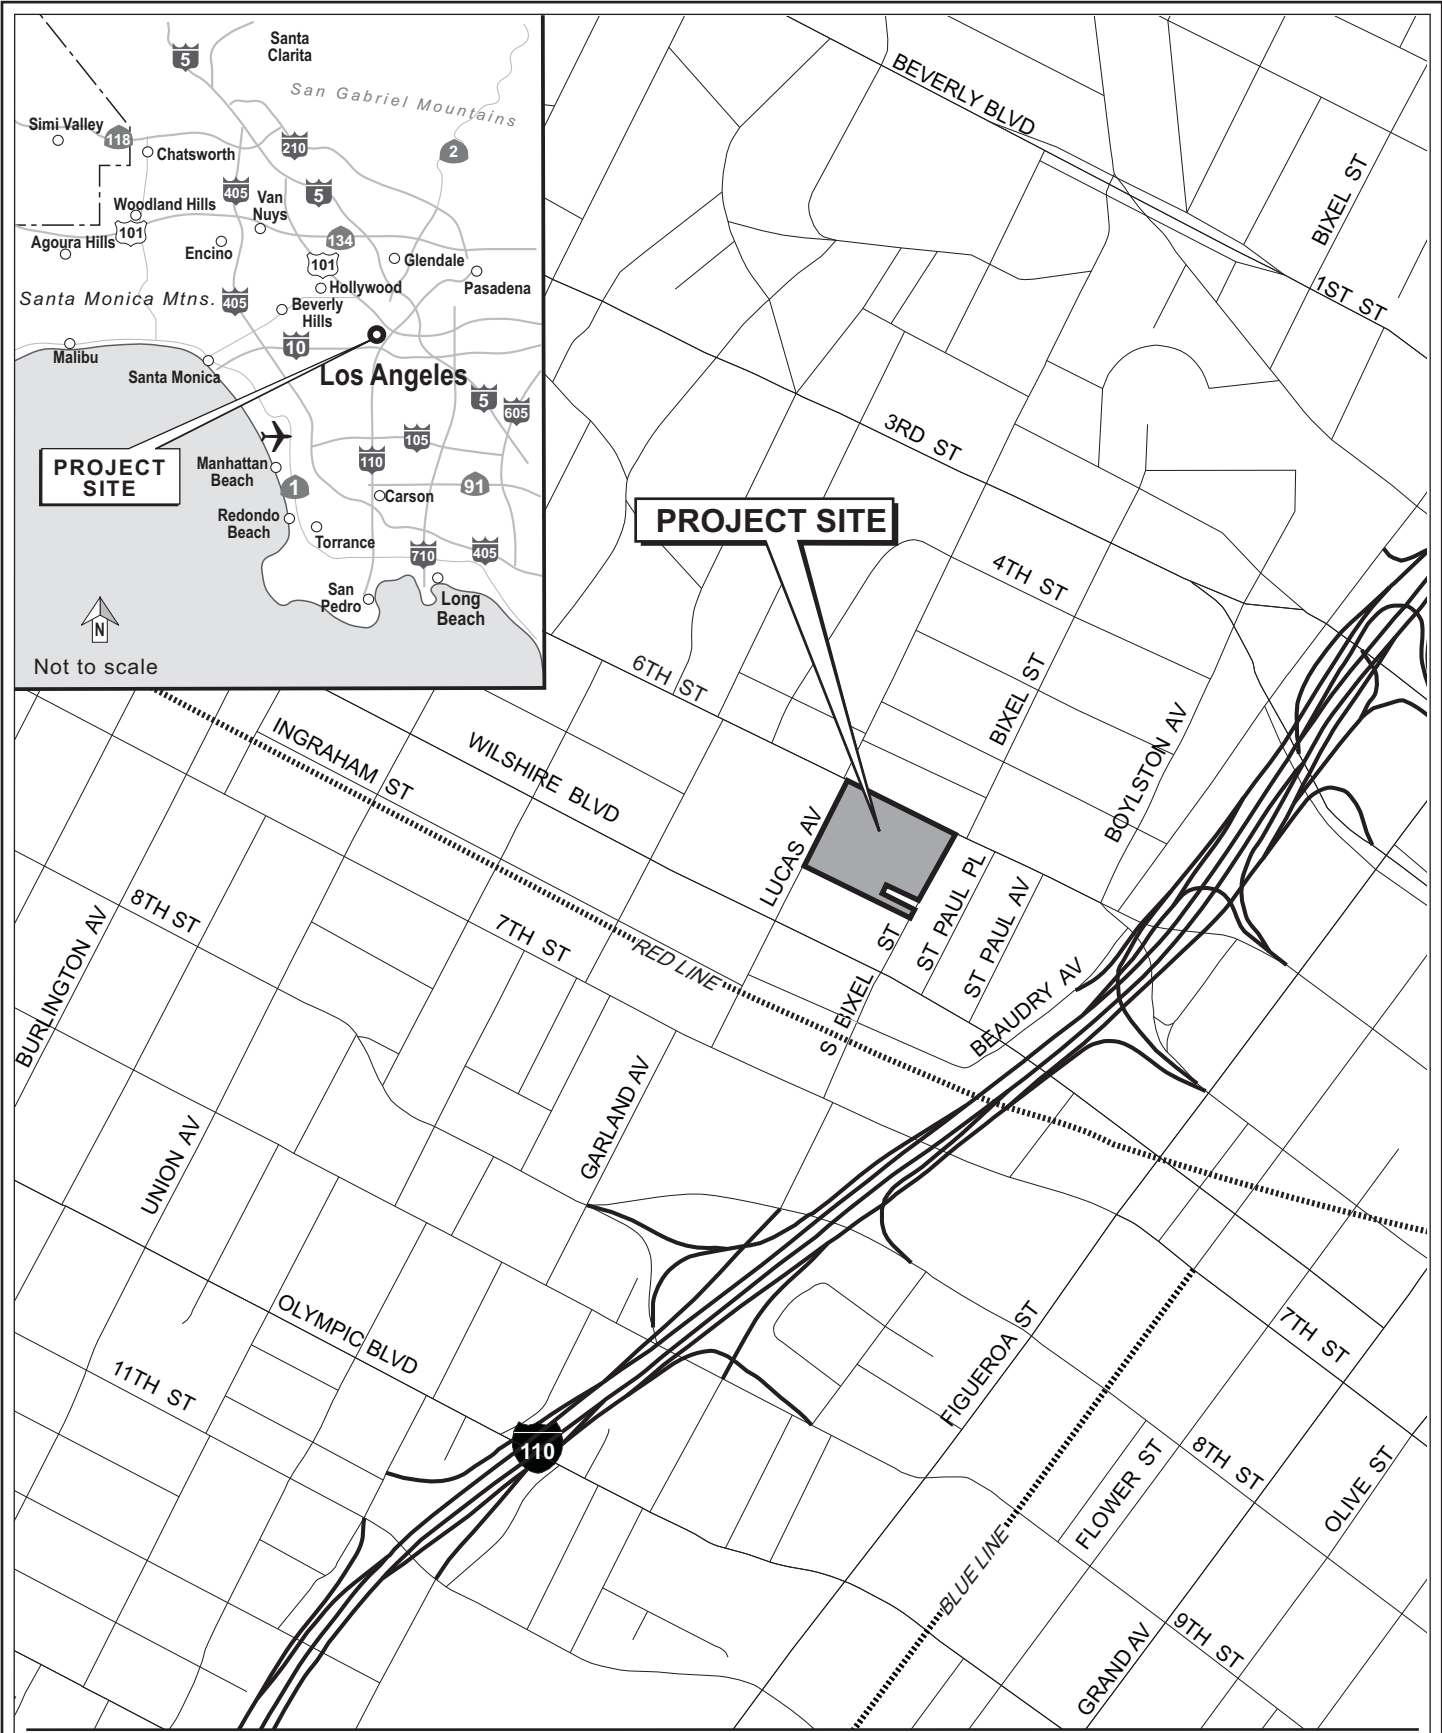 5
Santa
Clarita
San Gabriel Mountains
Simi Valley
118
Chatsworth
210
2
405
5
Van
Nuys
Woodland Hills
101
134
Agoura Hills
Encino
101
Glendale
Pasadena
Hollywood
Santa Monica Mtns.
405
Beverly
Hills
10
Malibu
Santa Monica
Los Angeles
5
605
105
110
PROJECT
SITE
Manhattan
Beach
1
Carson
91
Redondo
Beach
Torrance
710
405
San
Pedro
Long
Beach
N
Not to scale
BEVERLY BLVD
BIXEL ST
1ST ST
3RD ST
PROJECT SITE
4TH ST
6TH ST
BIXEL ST
BOYLSTON AV
INGRAHAM ST
WILSHIRE BLVD
LUCAS AV
ST PAUL PL
ST PAUL AV
8TH ST
7TH ST
RED LINE
BURLINGTON AV
S BIXEL ST
BEAUDRY AV
GARLAND AV
UNION AV
OLYMPIC BLVD
11TH ST
FIGUEROA ST
7TH ST
110
FLOWER ST
8TH ST
OLIVE ST
BLUE LINE
9TH ST
GRAND AV